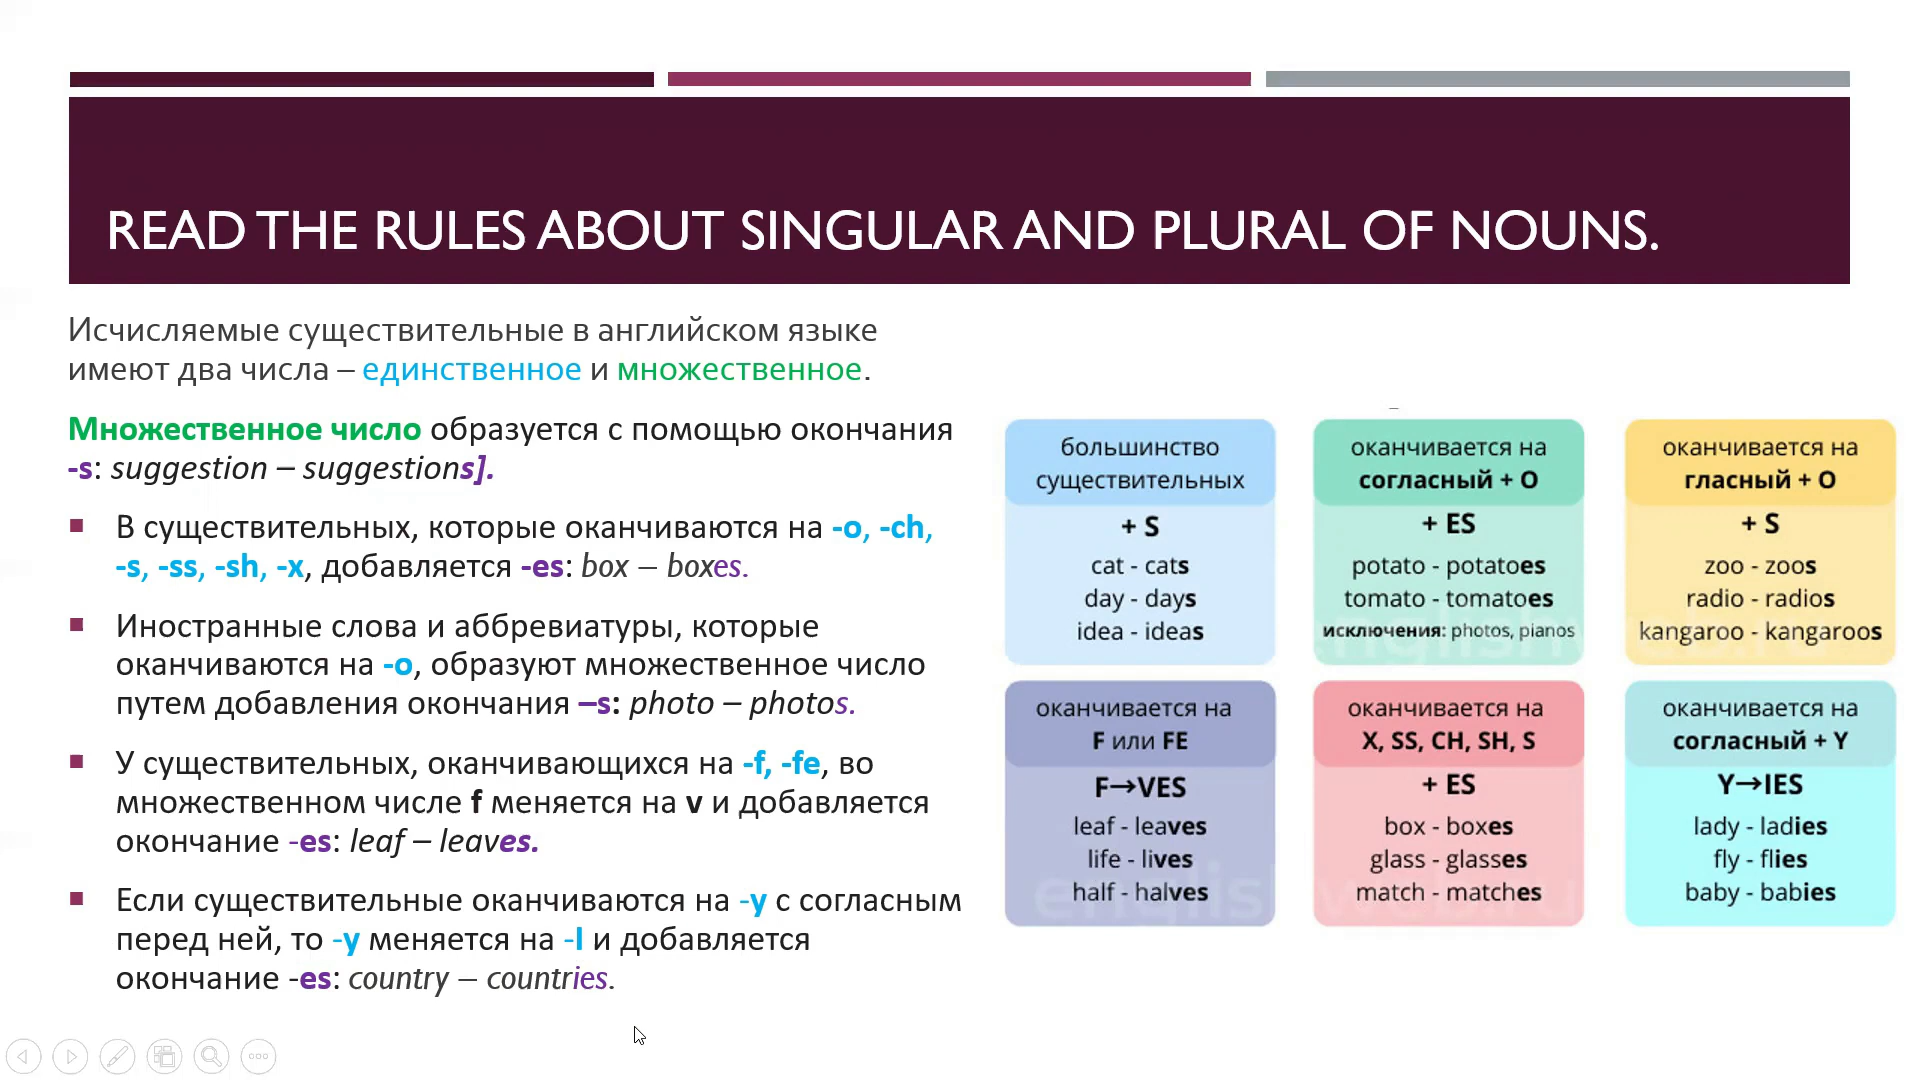 READ THE RULES ABOUT SINGULAR AND PLURAL OF NOUNS.
Исчисляемые существительные в английском языке
имеют два числа – единственное и множественное.
Множественное число образуется с помощью окончания
-s: suggestion – suggestions].
В существительных, которые оканчиваются на -o, -ch,
-s, -ss, -sh, -x, добавляется -es: box – boxes.
Иностранные слова и аббревиатуры, которые
оканчиваются на -o, образуют множественное число
путем добавления окончания –s: photo – photos.
У существительных, оканчивающихся на -f, -fe, во
множественном числе f меняется на v и добавляется
окончание -es: leaf – leaves.
Если существительные оканчиваются на -y с согласным
перед ней, то -y меняется на -I и добавляется
окончание -es: country – countries.
большинство
существительных
+ S
cat - cats
day - days
idea - ideas
оканчивается на
согласный + О
+ ES
potato - potatoes
tomato - tomatoes
исключения: photos, pianos
оканчивается на
гласный + О
+ S
zoo - zoos
radio - radios
kangaroo - kangaroos
оканчивается на
F или FE
F→VES
leaf - leaves
life - lives
half - halves
оканчивается на
X, SS, CH, SH, S
+ ES
box - boxes
glass - glasses
match - matches
оканчивается на
согласный + Y
Y→IES
lady - ladies
fly - flies
baby - babies